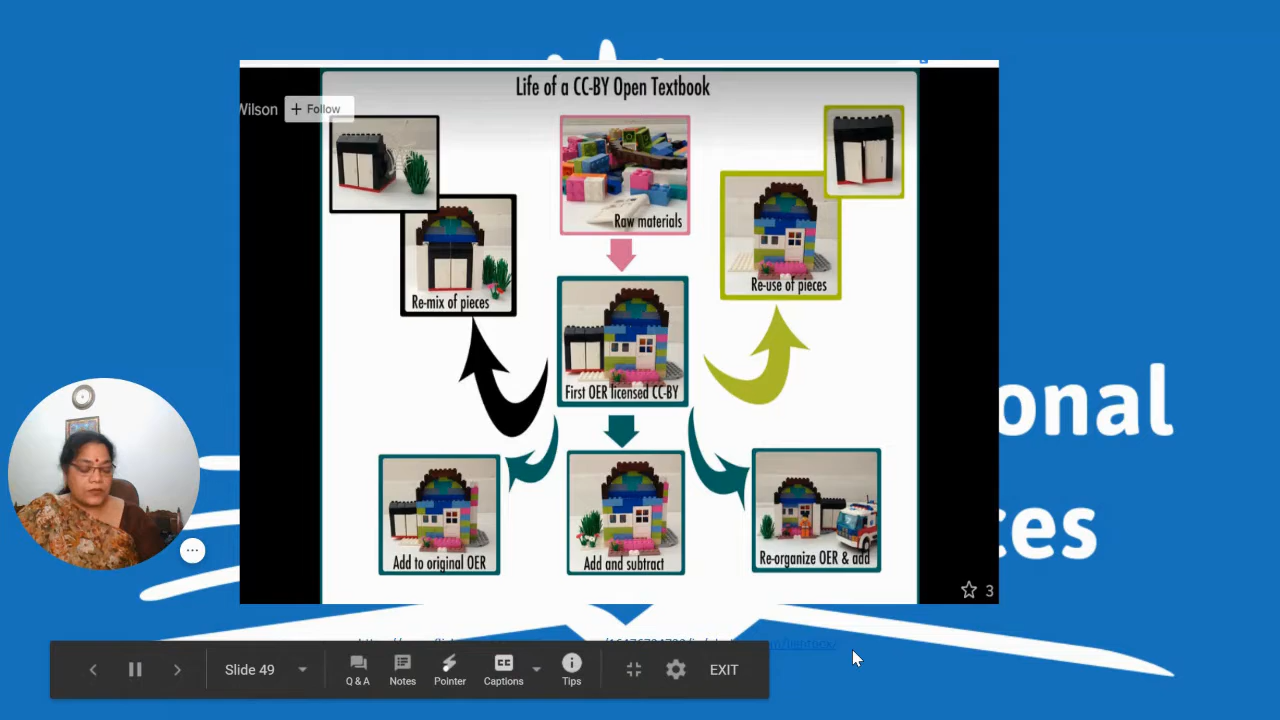 Life of a CC-BY Open Textbook
Wilson
+ Follow
Raw materials
Re-mix of pieces
Re-use of pieces
First OER licensed CC-BY
Add to original OER
Add and subtract
Re-organize OER & add
3
onal
ces
Slide 49
Q & A
Notes
Pointer
CC
Captions
Tips
EXIT